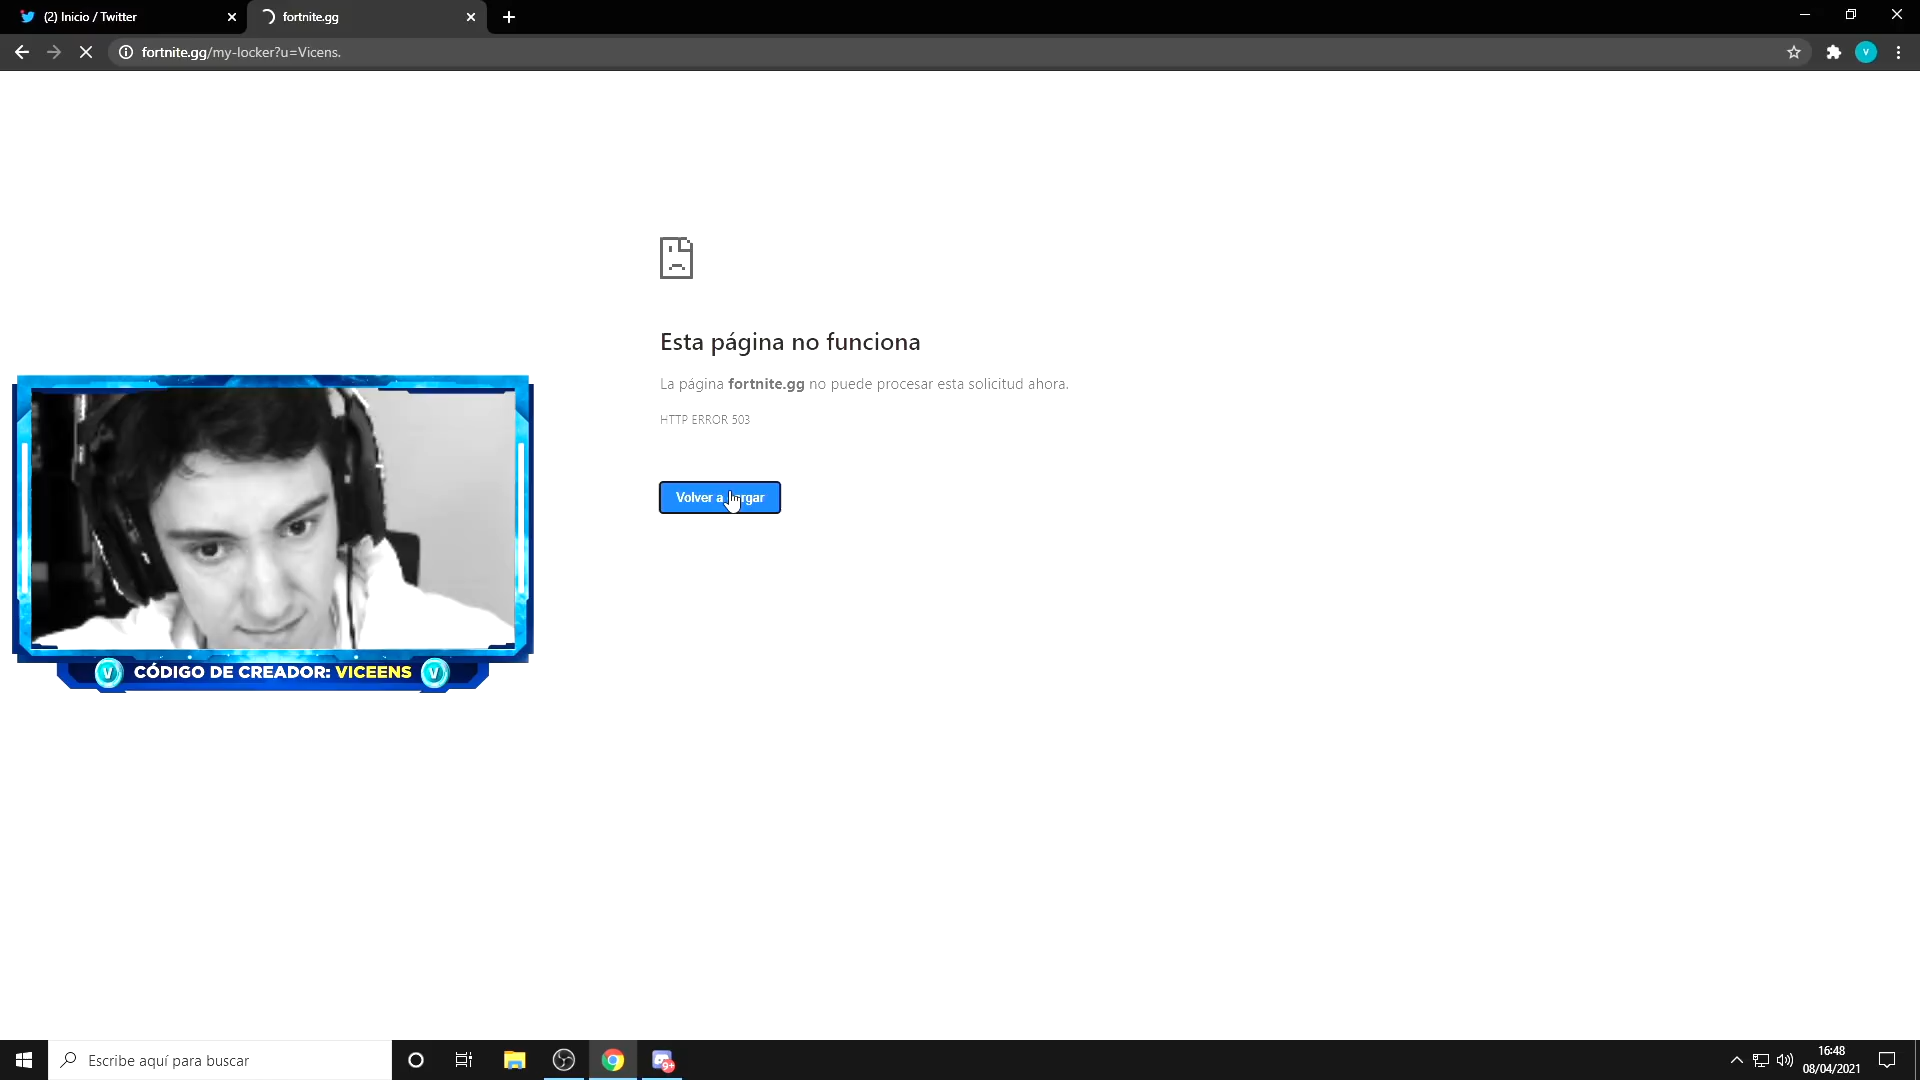 (2) Inicio / Twitter
fortnite.gg
fortnite.gg/my-locker?u=Vicens.
V
Esta página no funciona
La página fortnite.gg no puede procesar esta solicitud ahora.
HTTP ERROR 503
Volver a
V CÓDIGO DE CREADOR: VICEENS V
Escribe aquí para buscar
9+
16:48
08/04/2021